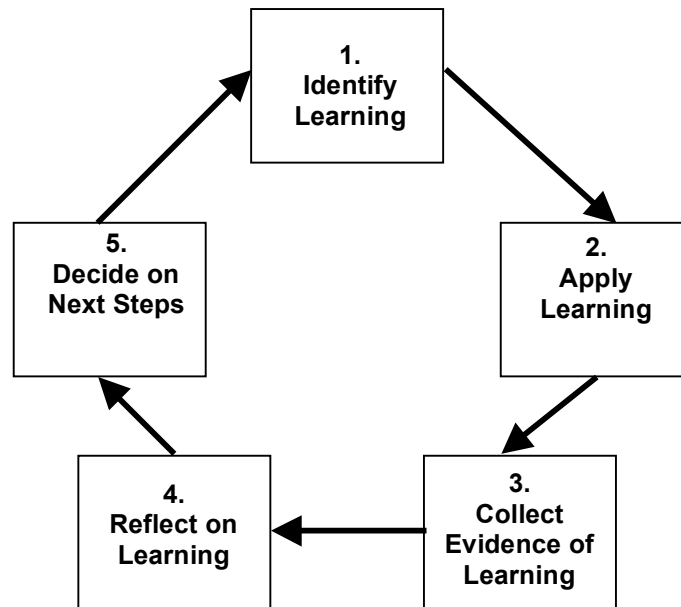 1.
Identify
Learning
2.
Apply
Learning
3.
Collect
Evidence of
Learning
4.
Reflect on
Learning
5.
Decide on
Next Steps